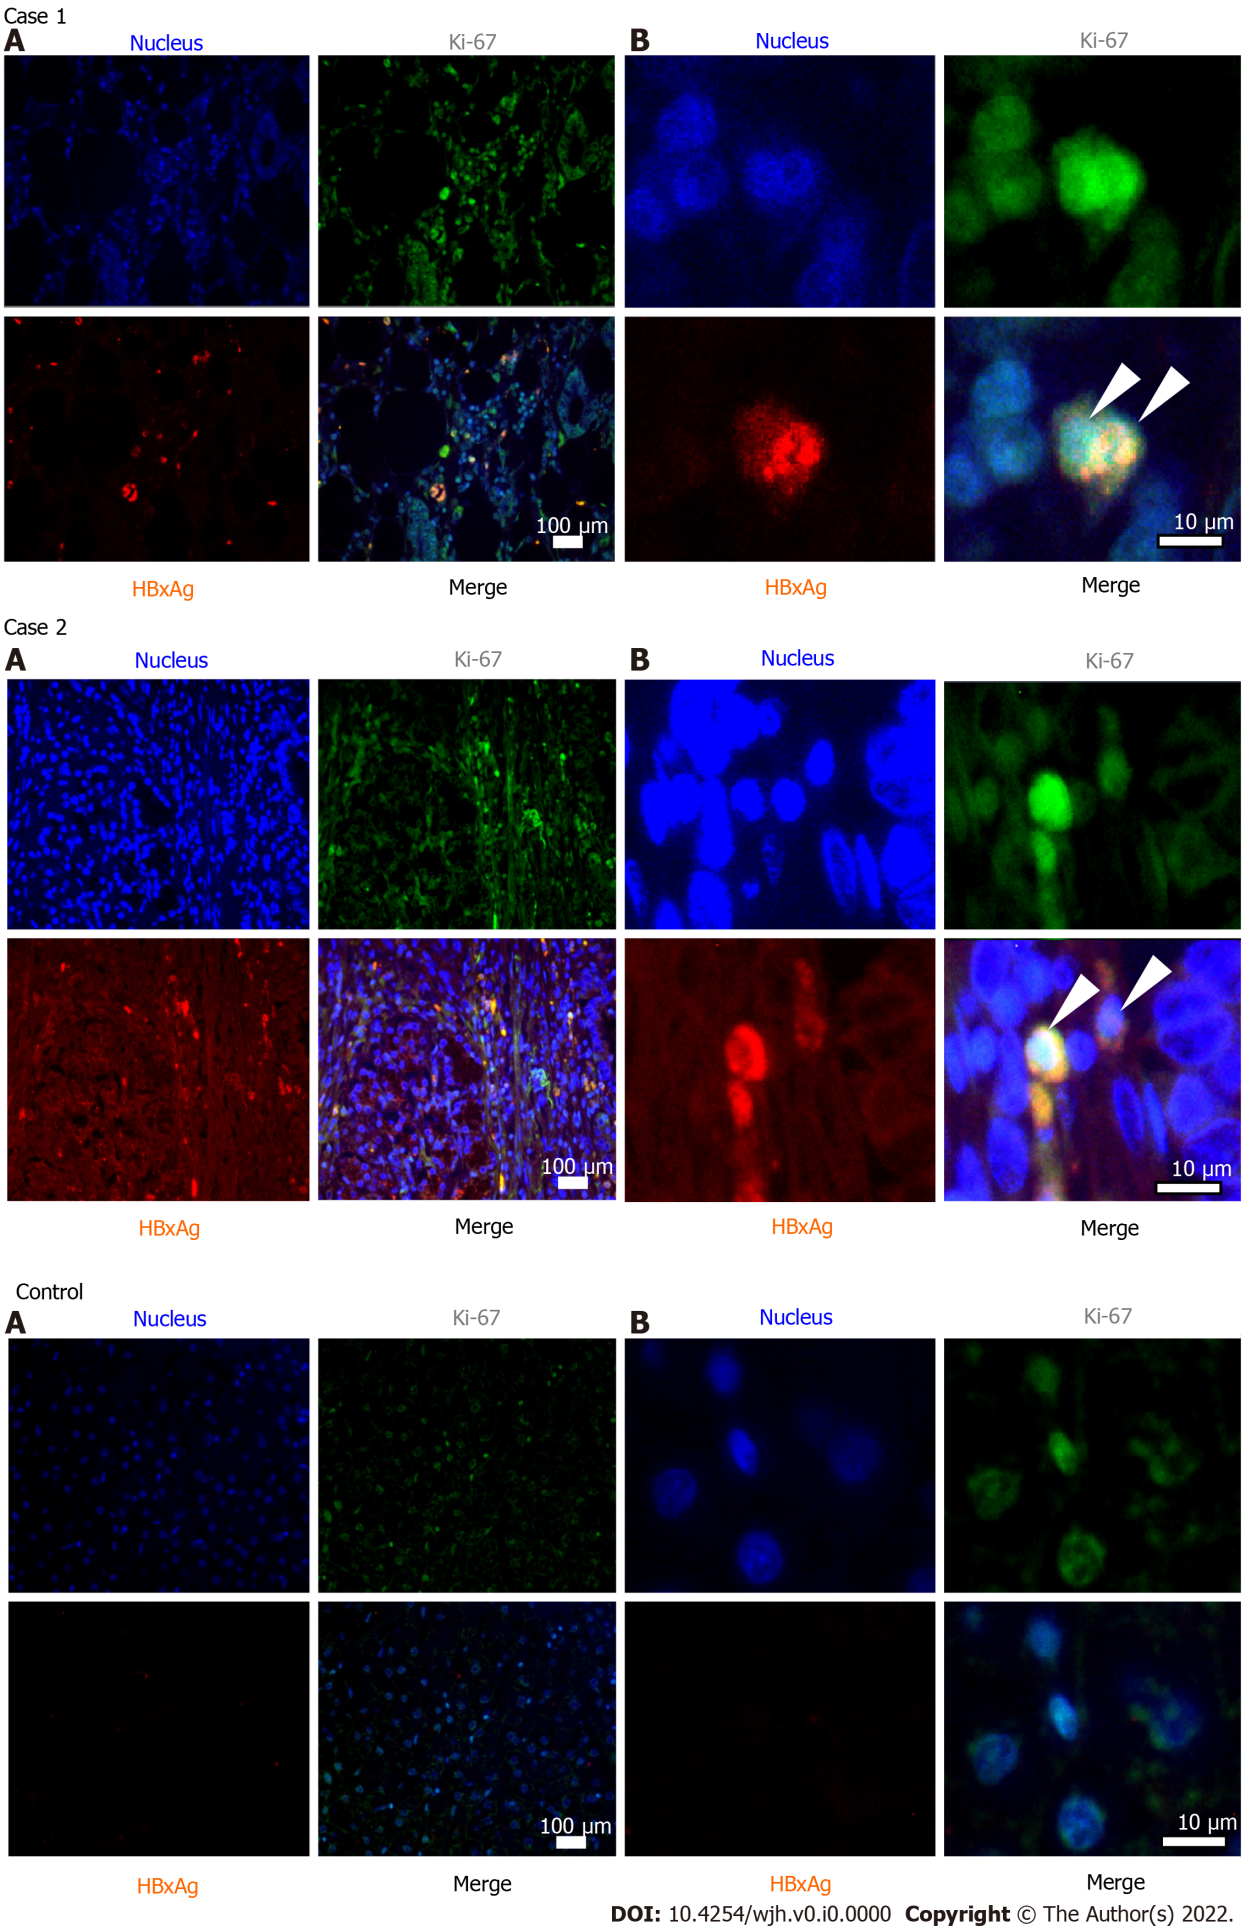 Case 1
A Nucleus Ki-67 B Nucleus Ki-67
100 µm 10 µm
HBxAg Merge HBxAg Merge
Case 2
A Nucleus Ki-67 B Nucleus Ki-67
100 µm 10 µm
HBxAg Merge HBxAg Merge
Control
A Nucleus Ki-67 B Nucleus Ki-67
100 µm 10 µm
HBxAg Merge HBxAg Merge
DOI: 10.4254/wjh.v0.i0.0000 Copyright © The Author(s) 2022.